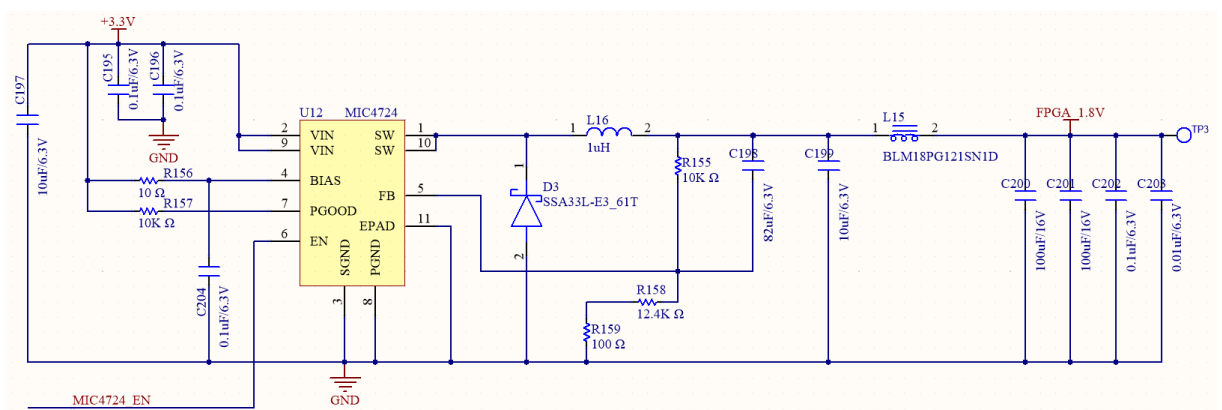 +3.3V
C197
10uF/6.3V
C195
0.1uF/6.3V
C196
0.1uF/6.3V
GND
U12
MIC4724
2
VIN
9
VIN
4
BIAS
7
PGOOD
6
EN
SW
1
SW
10
FB
5
EPAD
11
SGND
3
PGND
8
R156
10 Ω
R157
10K Ω
C204
0.1uF/6.3V
GND
MIC4724_EN
1
D3
SSA33L-E3_61T
2
L16
1
2
1uH
R155
10K Ω
C198
82uF/6.3V
C199
10uF/6.3V
R158
12.4K Ω
R159
100 Ω
L15
1
2
BLM18PG121SN1D
FPGA_1.8V
TP3
C200
100uF/16V
C201
100uF/16V
C202
0.1uF/6.3V
C203
0.01uF/6.3V